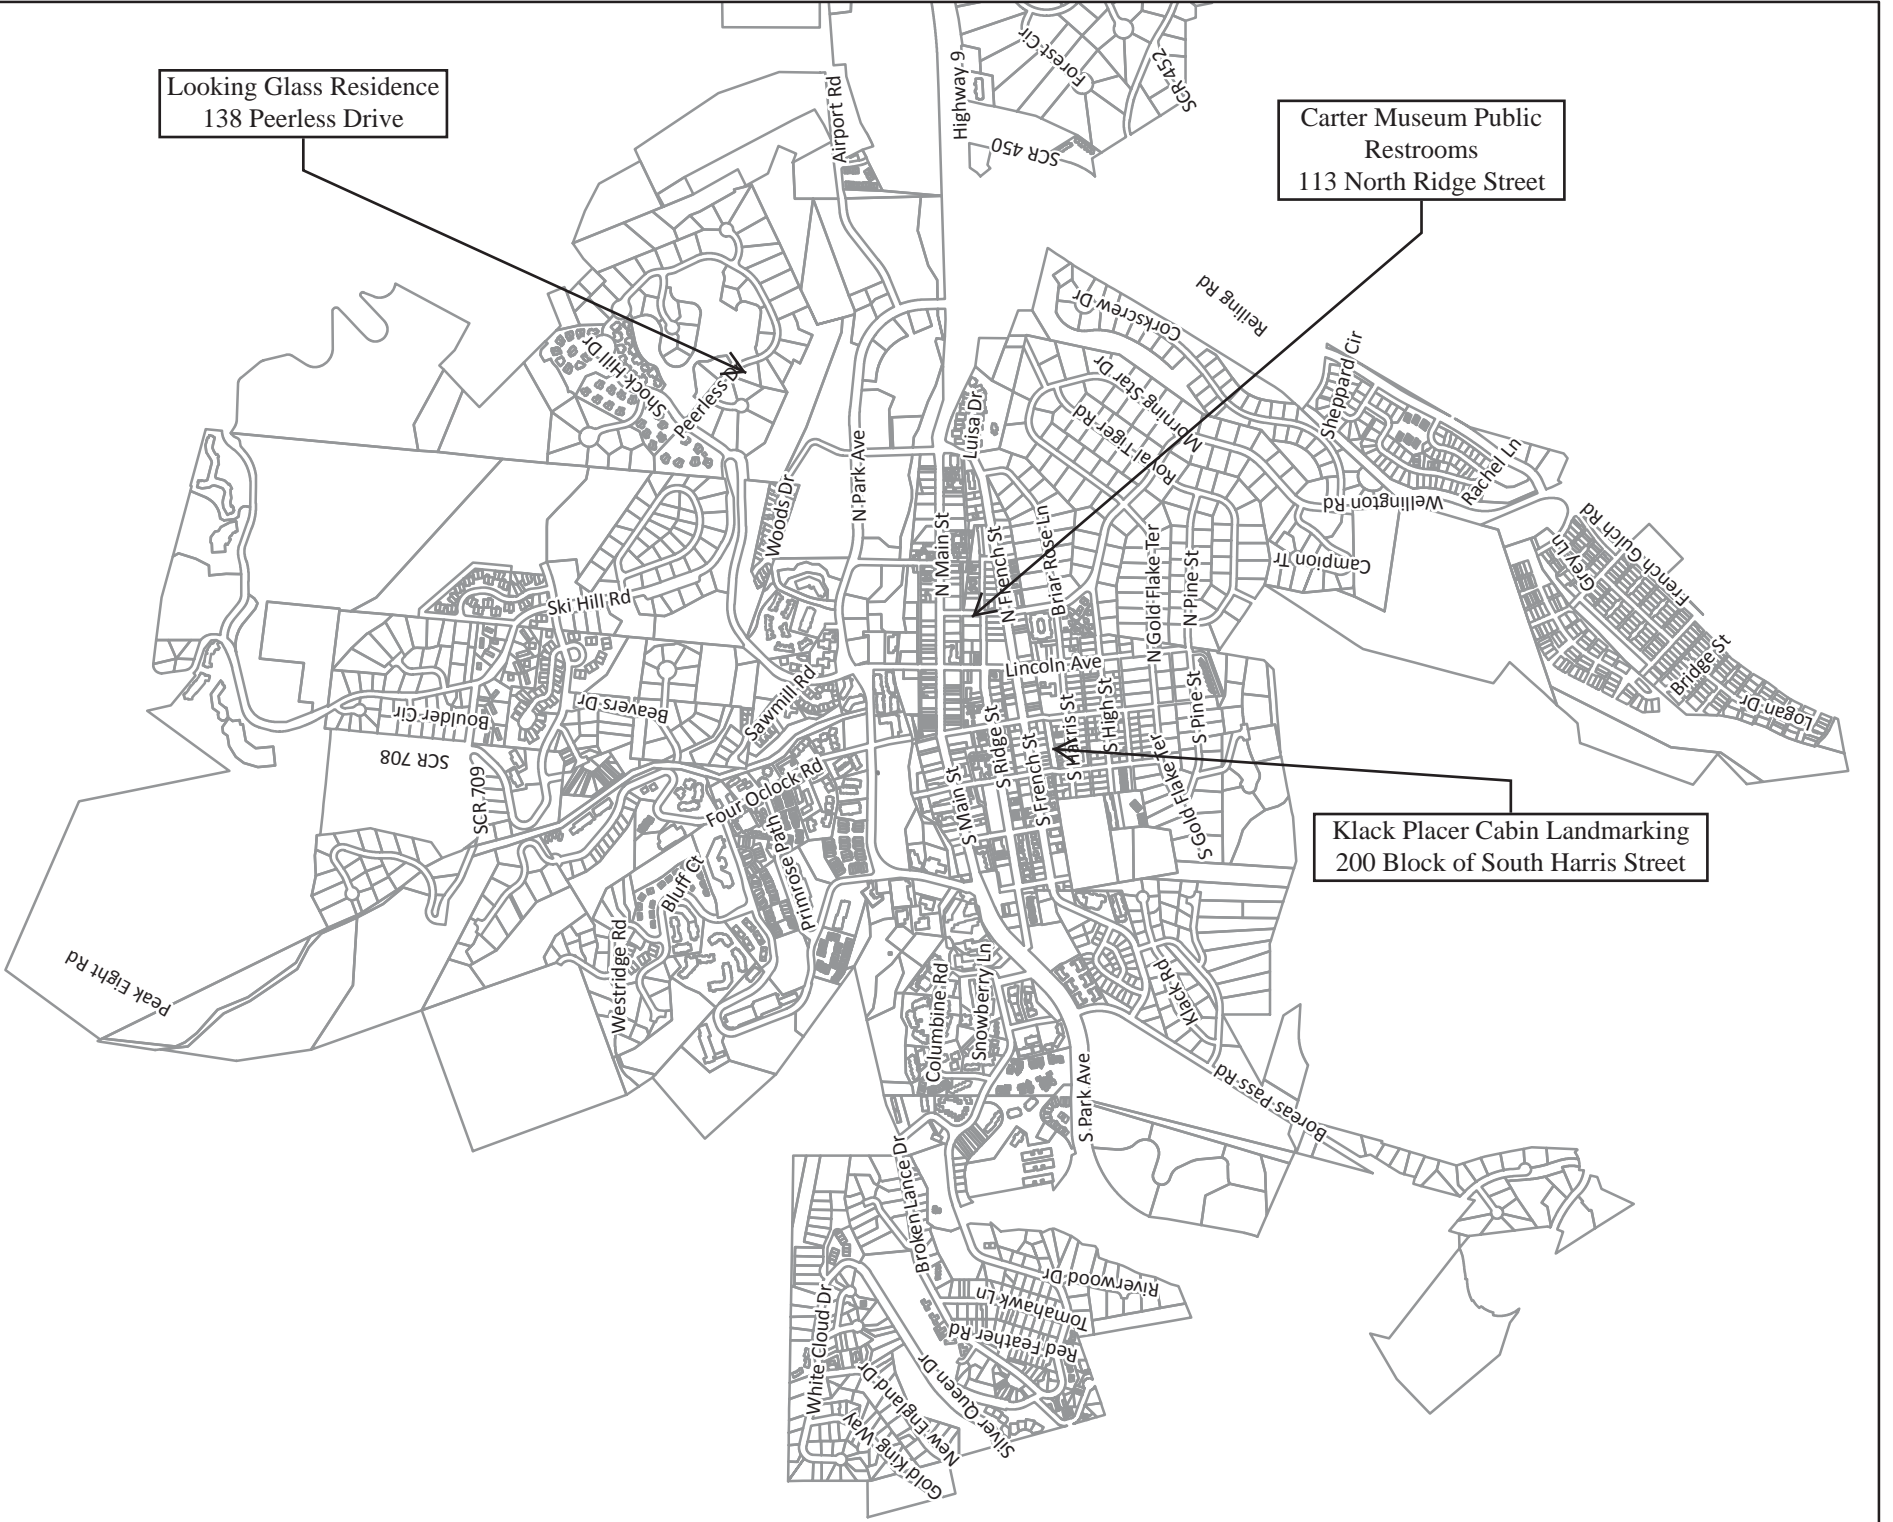 Looking Glass Residence
138 Peerless Drive
Carter Museum Public
Restrooms
113 North Ridge Street
Klack Placer Cabin Landmarking
200 Block of South Harris Street
Airport Rd
Highway 9
Forest Cir
SCR 452
SCR 450
Reiling Rd
Corkscrew Dr
Sheppard Cir
Morning Star Dr
Royal Tiger Rd
Shock Hill Dr
Peerless Dr
Luisa Dr
N Park Ave
Woods Dr
Rachel Ln
Wellington Rd
French Gulch Rd
Grey Ln
Campion Tr
N Main St
N French St
Briar Rose Ln
N Gold Flake Ter
N Pine St
Ski Hill Rd
Bridge St
Logan Dr
Lincoln Ave
Boulder Cir
Beavers Dr
Sawmill Rd
S Ridge St
S Harris St
S High St
S Pine St
SCR 708
SCR 709
Four Oclock Rd
S Main St
S French St
S Gold Flake Ter
Primrose Path
Bluff Ct
Westridge Rd
Peak Eight Rd
Columbine Rd
Snowberry Ln
Klack Rd
S Park Ave
Boreas Pass Rd
Broken Lance Dr
Riverwood Dr
Tomahawk Ln
Red Feather Rd
White Cloud Dr
Silver Queen Dr
New England Dr
Gold King Way